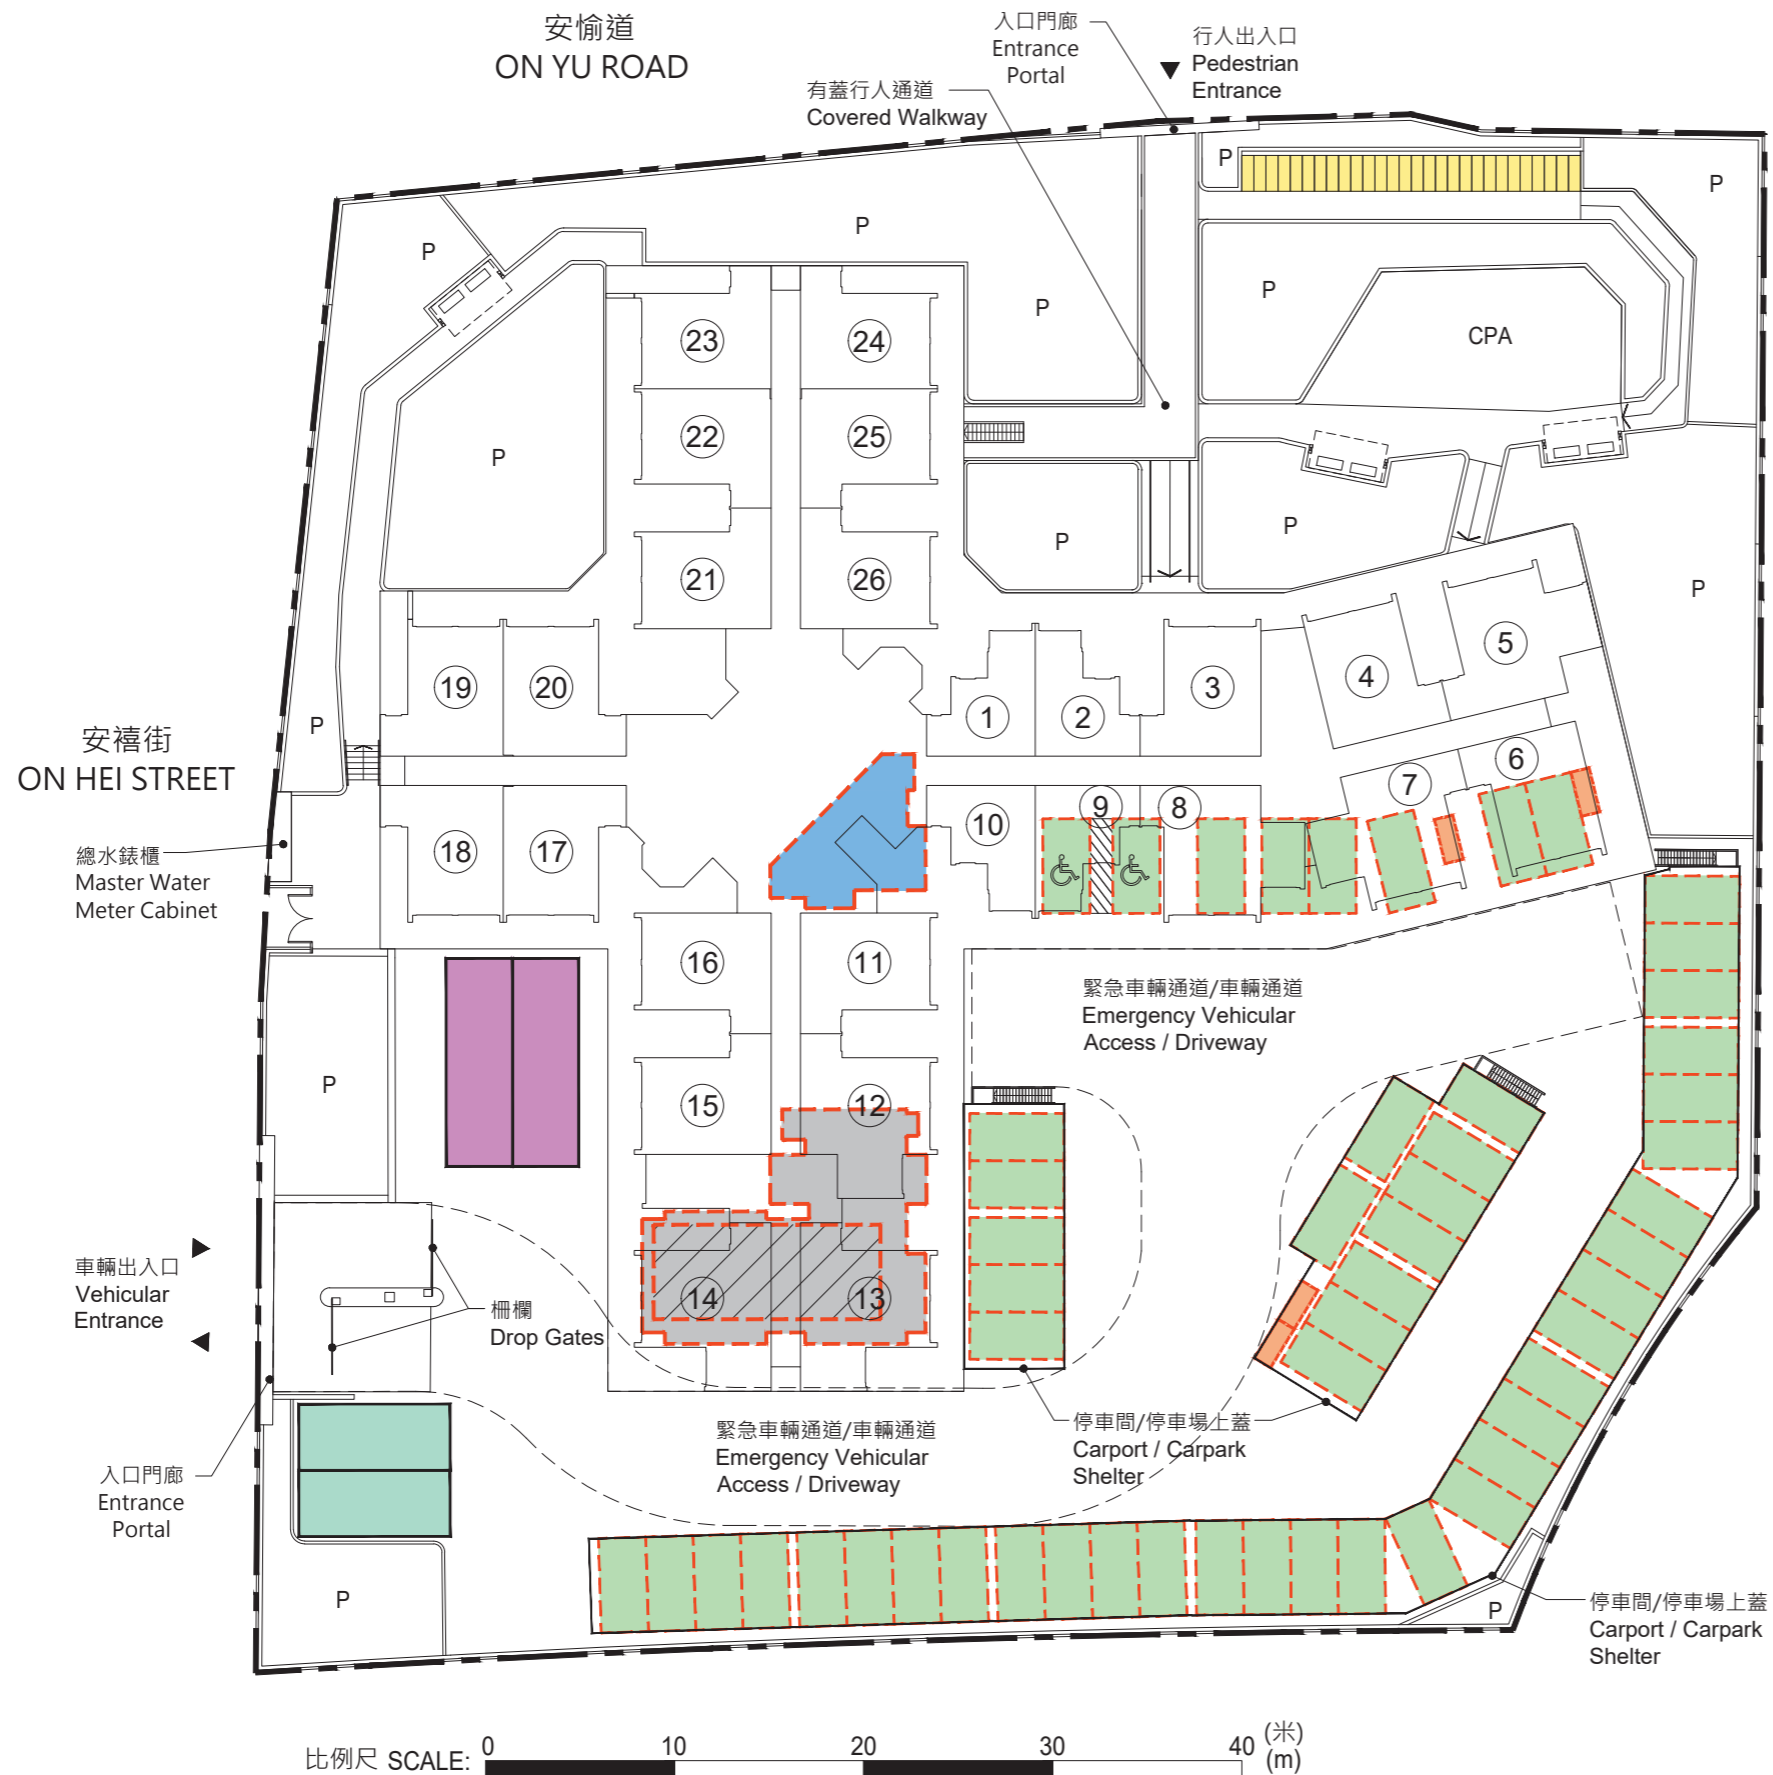 安愉道
ON YU ROAD
入口門廊
Entrance
Portal
行人出入口
Pedestrian
Entrance
有蓋行人通道
Covered Walkway
P
P
P
P
P
P
CPA
23
24
22
25
P
P
P
21
26
P
5
4
19
20
3
1
2
P
安禧街
ON HEI STREET
6
7
9
8
10
18
17
總水錶櫃
Master Water
Meter Cabinet
16
11
緊急車輛通道/車輛通道
Emergency Vehicular
Access / Driveway
P
15
12
車輛出入口
Vehicular
Entrance
14
13
柵欄
Drop Gates
緊急車輛通道/車輛通道
Emergency Vehicular
Access / Driveway
停車間/停車場上蓋
Carport / Carpark
Shelter
入口門廊
Entrance
Portal
P
P
停車間/停車場上蓋
Carport / Carpark
Shelter
比例尺 SCALE: 0 10 20 30 40 (米)
(m)